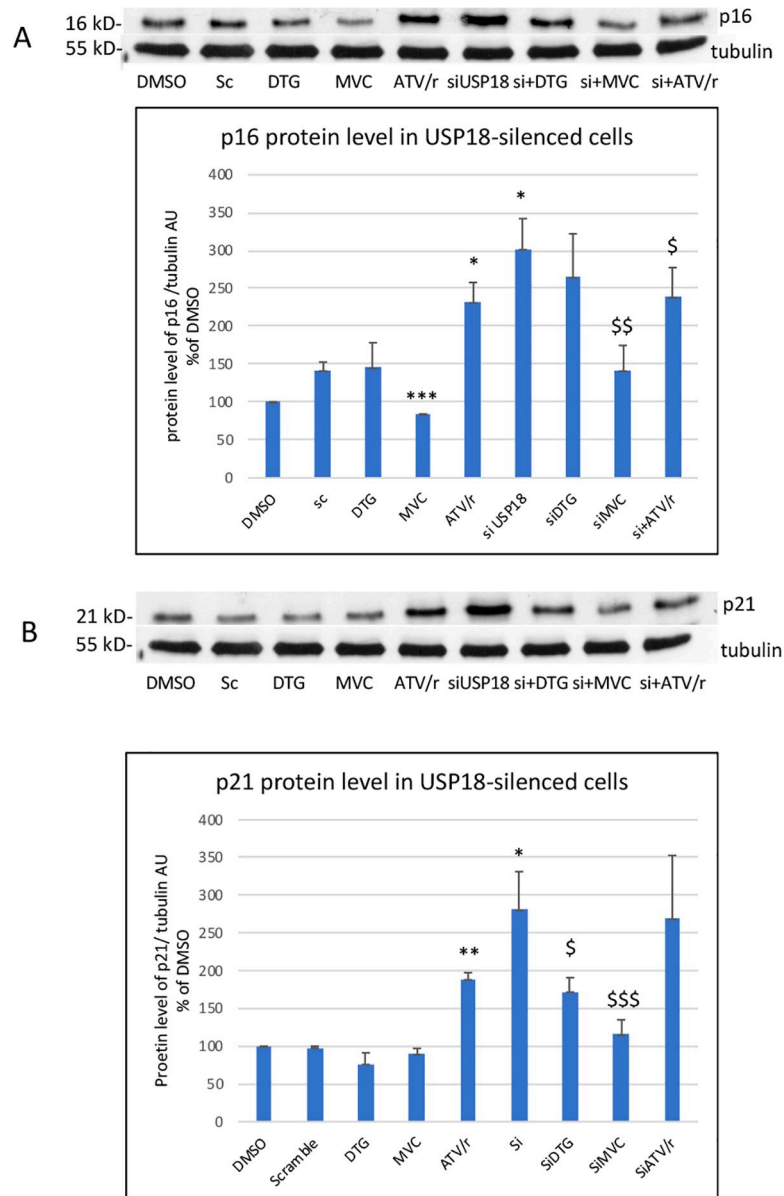 A
16 kD-
p16
55 kD-
tubulin
DMSO Sc DTG MVC ATV/r siUSP18 si+DTG si+MVC si+ATV/r
p16 protein level in USP18-silenced cells
protein level of p16 /tubulin AU
%of DMSO
400
350
300
250
200
150
100
50
0
***
*
*
$$
$
DMSO
sc
DTG
MVC
ATV/r
si USP18
siDTG
siMVC
si+ATV/r
B
21 kD-
p21
55 kD-
tubulin
DMSO Sc DTG MVC ATV/r siUSP18 si+DTG si+MVC si+ATV/r
p21 protein level in USP18-silenced cells
Proetin level of p21/ tubulin AU
% of DMSO
400
350
300
250
200
150
100
50
0
**
*
$
$$$
DMSO
Scramble
DTG
MVC
ATV/r
Si
SiDTG
SiMVC
SiATV/r